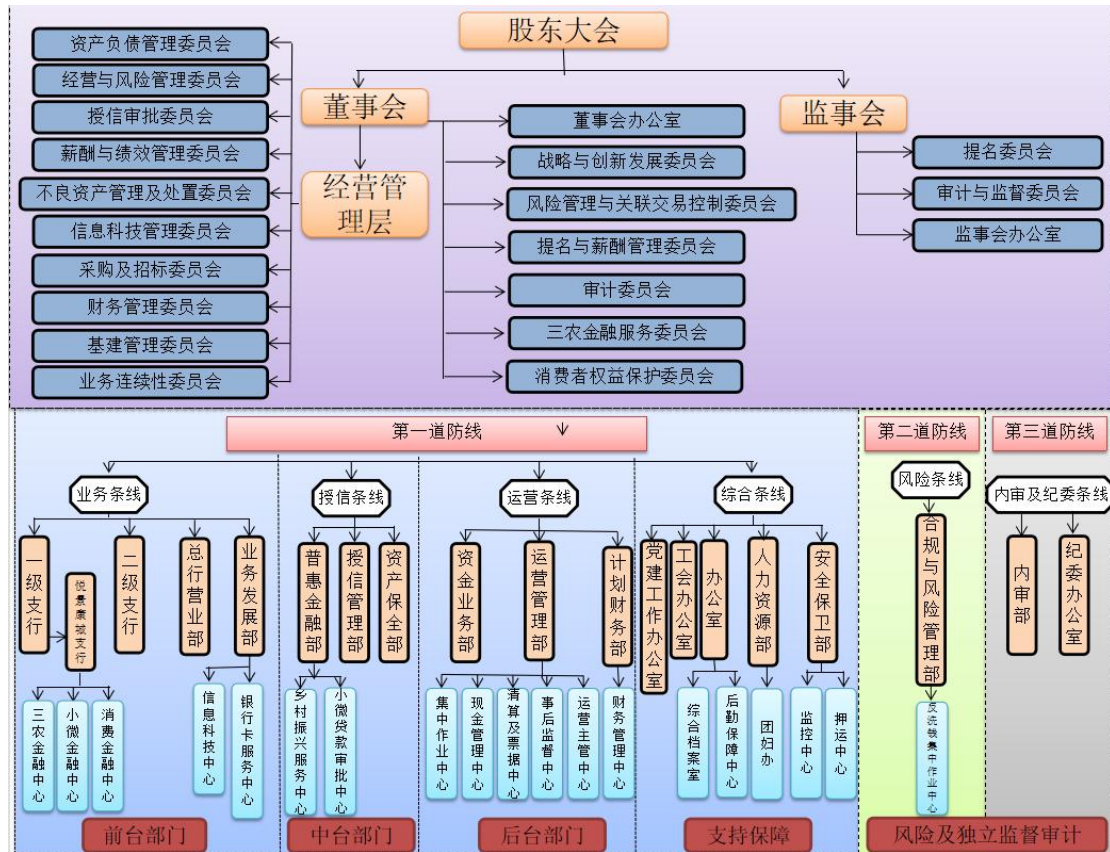 股东大会
董事会
监事会
经营管
理层
资产负债管理委员会
经营与风险管理委员会
授信审批委员会
薪酬与绩效管理委员会
不良资产管理及处置委员会
信息科技管理委员会
采购及招标委员会
财务管理委员会
基建管理委员会
业务连续性委员会
董事会办公室
战略与创新发展委员会
风险管理与关联交易控制委员会
提名与薪酬管理委员会
审计委员会
三农金融服务委员会
消费者权益保护委员会
提名委员会
审计与监督委员会
监事会办公室
第一道防线
第二道防线
第三道防线
业务条线
授信条线
运营条线
综合条线
风险条线
内审及纪委条线
一级支行
悦景康城支行
二级支行
总行营业部
业务发展部
普惠金融部
授信管理部
资产保全部
资金业务部
运营管理部
计划财务部
党建工作办公室
工会办公室
办公室
人力资源部
安全保卫部
合规与风险管理部
内审部
纪委办公室
三农金融中心
小微金融中心
消费金融中心
信息科技中心
银行卡服务中心
乡村振兴服务中心
小微贷款审批中心
集中作业中心
现金管理中心
清算及票据中心
事后监督中心
运营主管中心
财务管理中心
综合档案室
后勤保障中心
团妇办
监控中心
押运中心
反洗钱集中作业中心
前台部门
中台部门
后台部门
支持保障
风险及独立监督审计